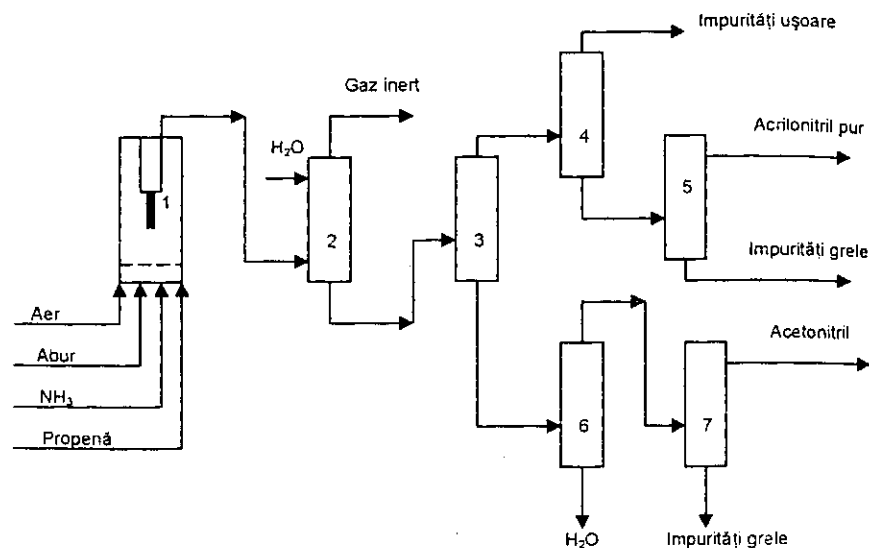 Impurități ușoare
Gaz inert
H₂O
4
Acrilonitril pur
5
1
2
3
Impurități grele
Aer
Abur
NH₃
Propenă
Acetonitril
6
7
H₂O
Impurități grele